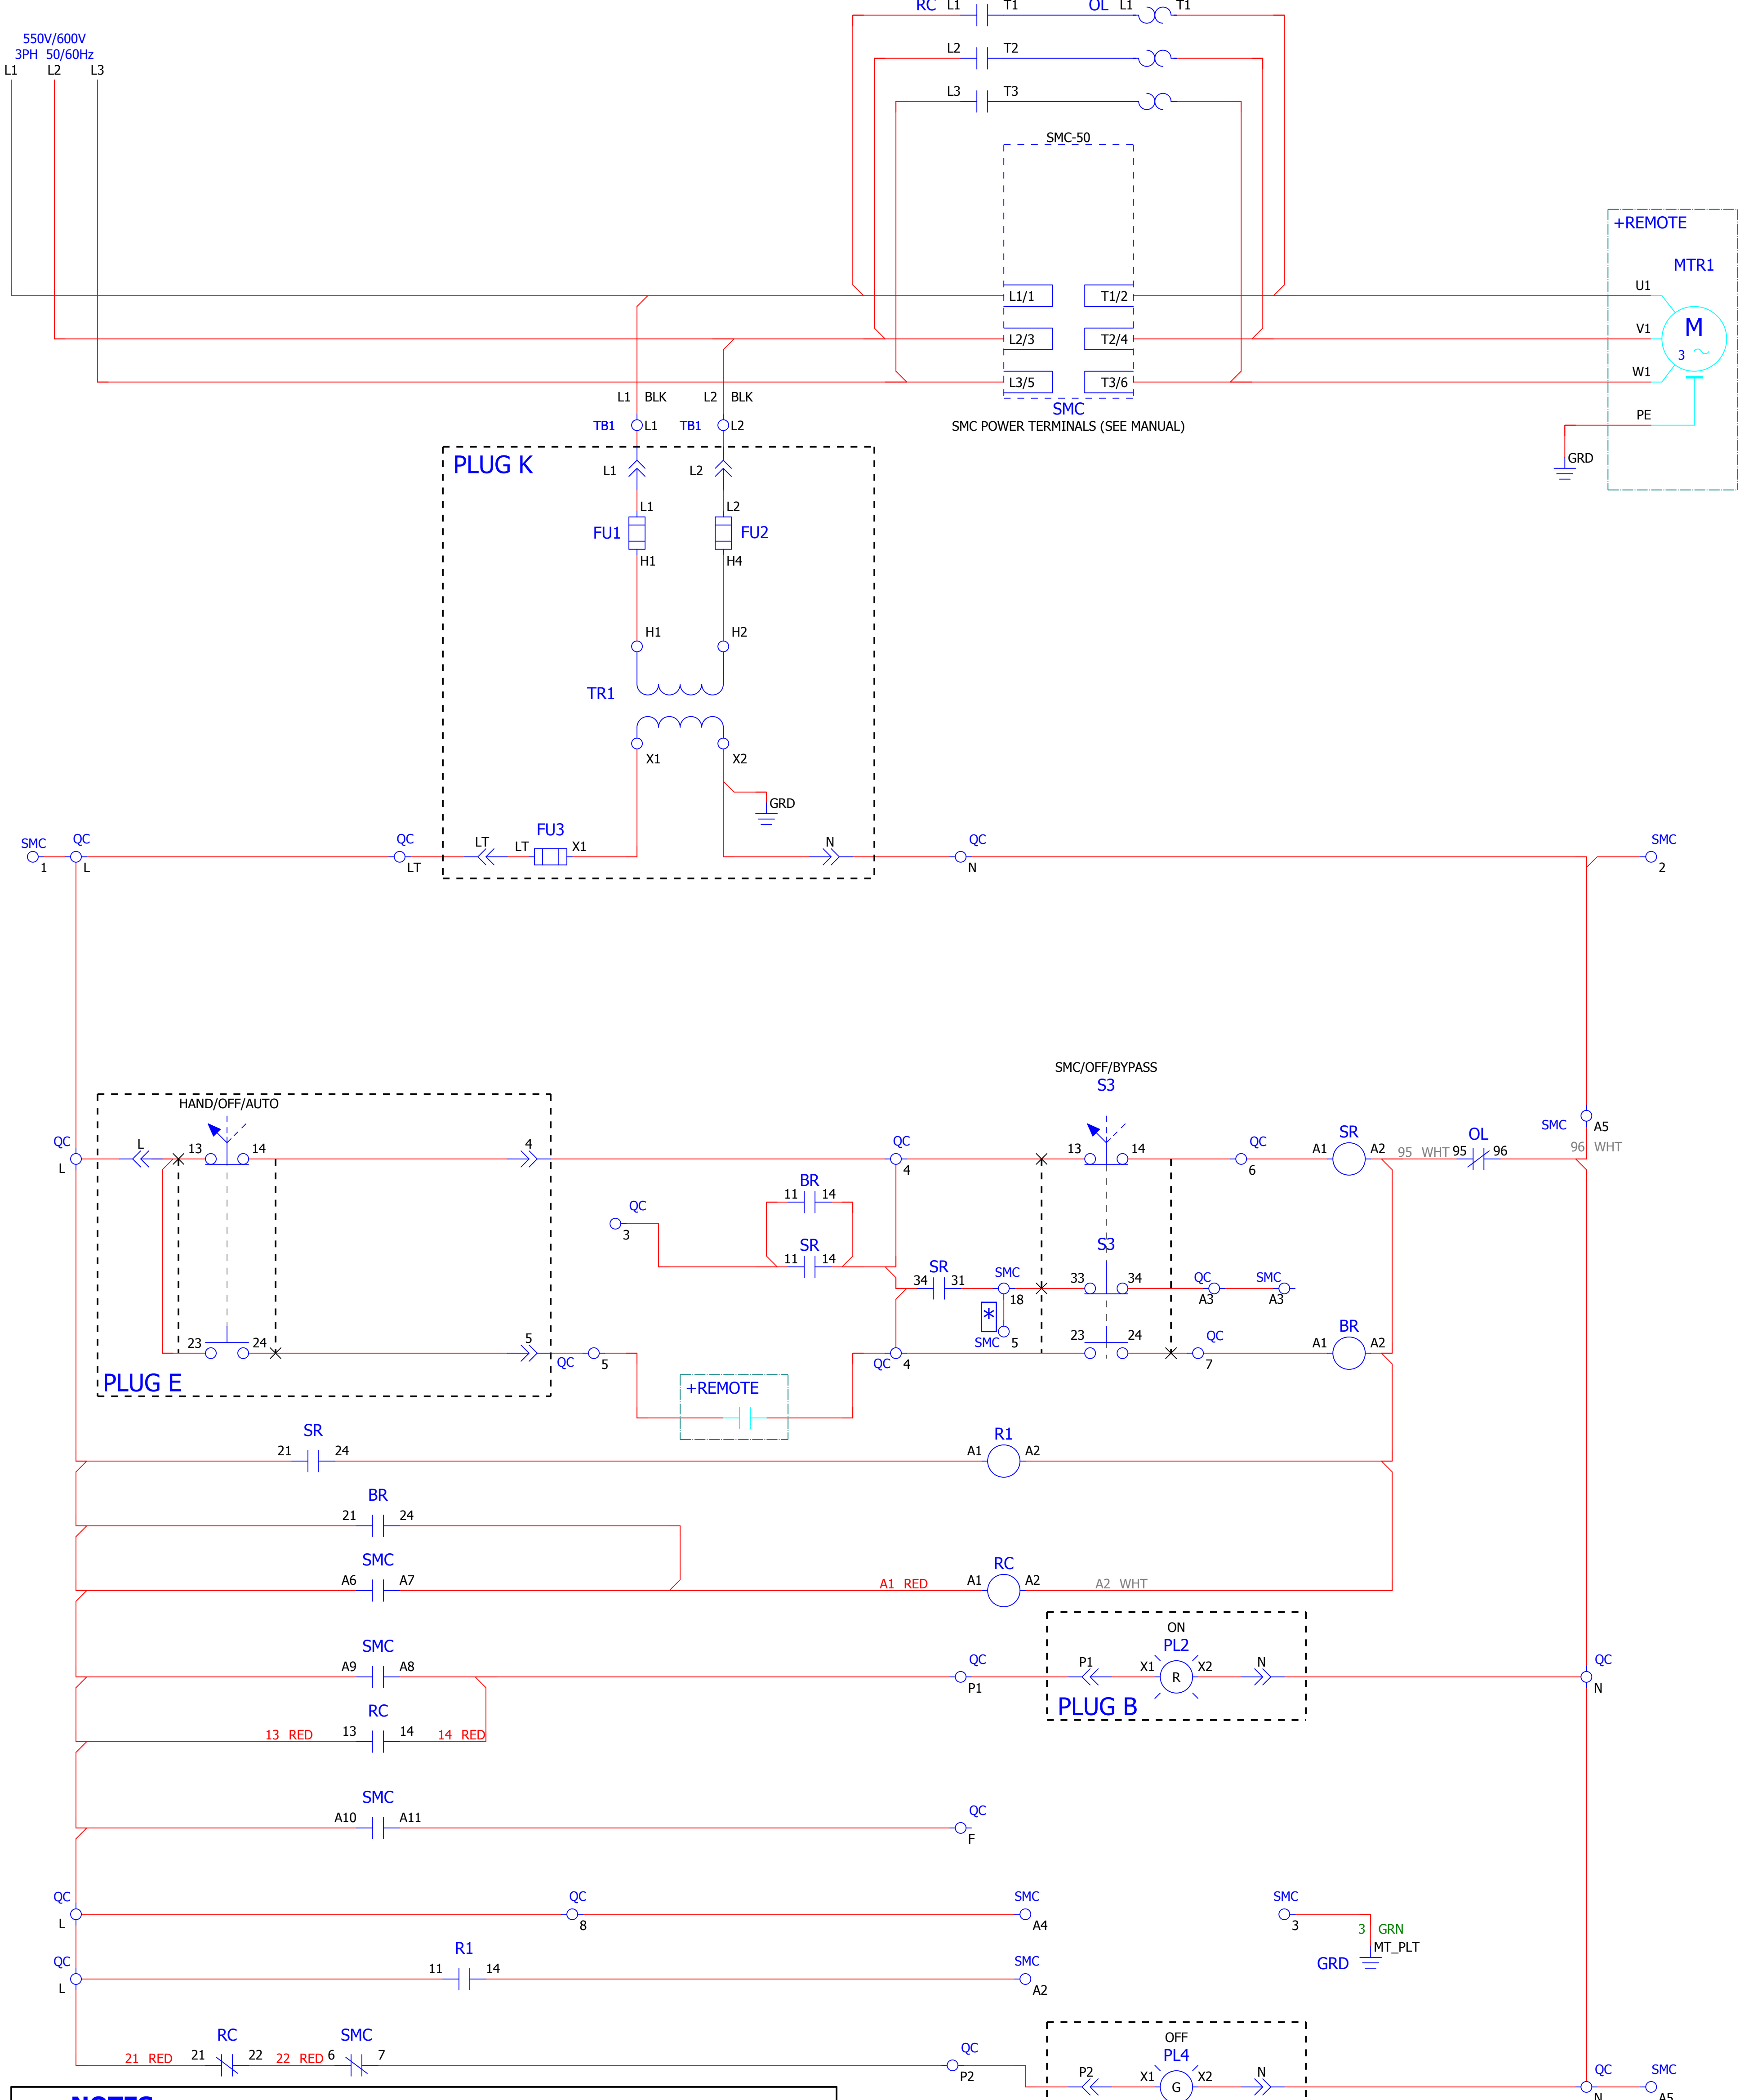 RC L1 T1 OL L1 T1
550V/600V
3PH 50/60Hz
L1 L2 L3
L2 T2
L3 T3
SMC-50
+REMOTE
MTR1
L1/1 T1/2 U1
M
3
L2/3 T2/4 V1
L3/5 T3/6 W1
L1 BLK L2 BLK
SMC
SMC POWER TERMINALS (SEE MANUAL)
PE
TB1 L1 TB1 L2
GRD
PLUG K
L1 L2
L1 L2
FU1 FU2
H1 H4
H1 H2
TR1
X1 X2
GRD
FU3
SMC QC QC LT LT X1 N QC SMC
1 L LT N 2
SMC/OFF/BYPASS
S3
HAND/OFF/AUTO
SMC A5
QC L 13 14 4 QC 13 14 QC SR OL
A1 A2 95 WHT 95 96 96 WHT
L 4 6
BR
11 14
QC
3
SR S3
11 14
SR
34 31 SMC 33 34 QC SMC
18 A3 A3
*
SMC 5
23 24 5 23 24 QC BR
A1 A2
QC 5 QC 4 7
PLUG E
+REMOTE
SR R1
21 24 A1 A2
BR
21 24
SMC RC
A6 A7 A1 RED A1 A2 A2 WHT
ON
SMC PL2
A9 A8 QC P1 X1 R X2 N QC
P1 N
PLUG B
RC
13 RED 13 14 14 RED
SMC
A10 A11 QC
F
QC QC SMC SMC
L 8 A4 3
3 GRN
MT_PLT
GRD
QC R1 SMC
11 14
L A2
RC SMC OFF
PL4
21 RED 21 22 22 RED 6 7 QC P2 X1 G X2 N QC SMC
P2 N A5
NOTES